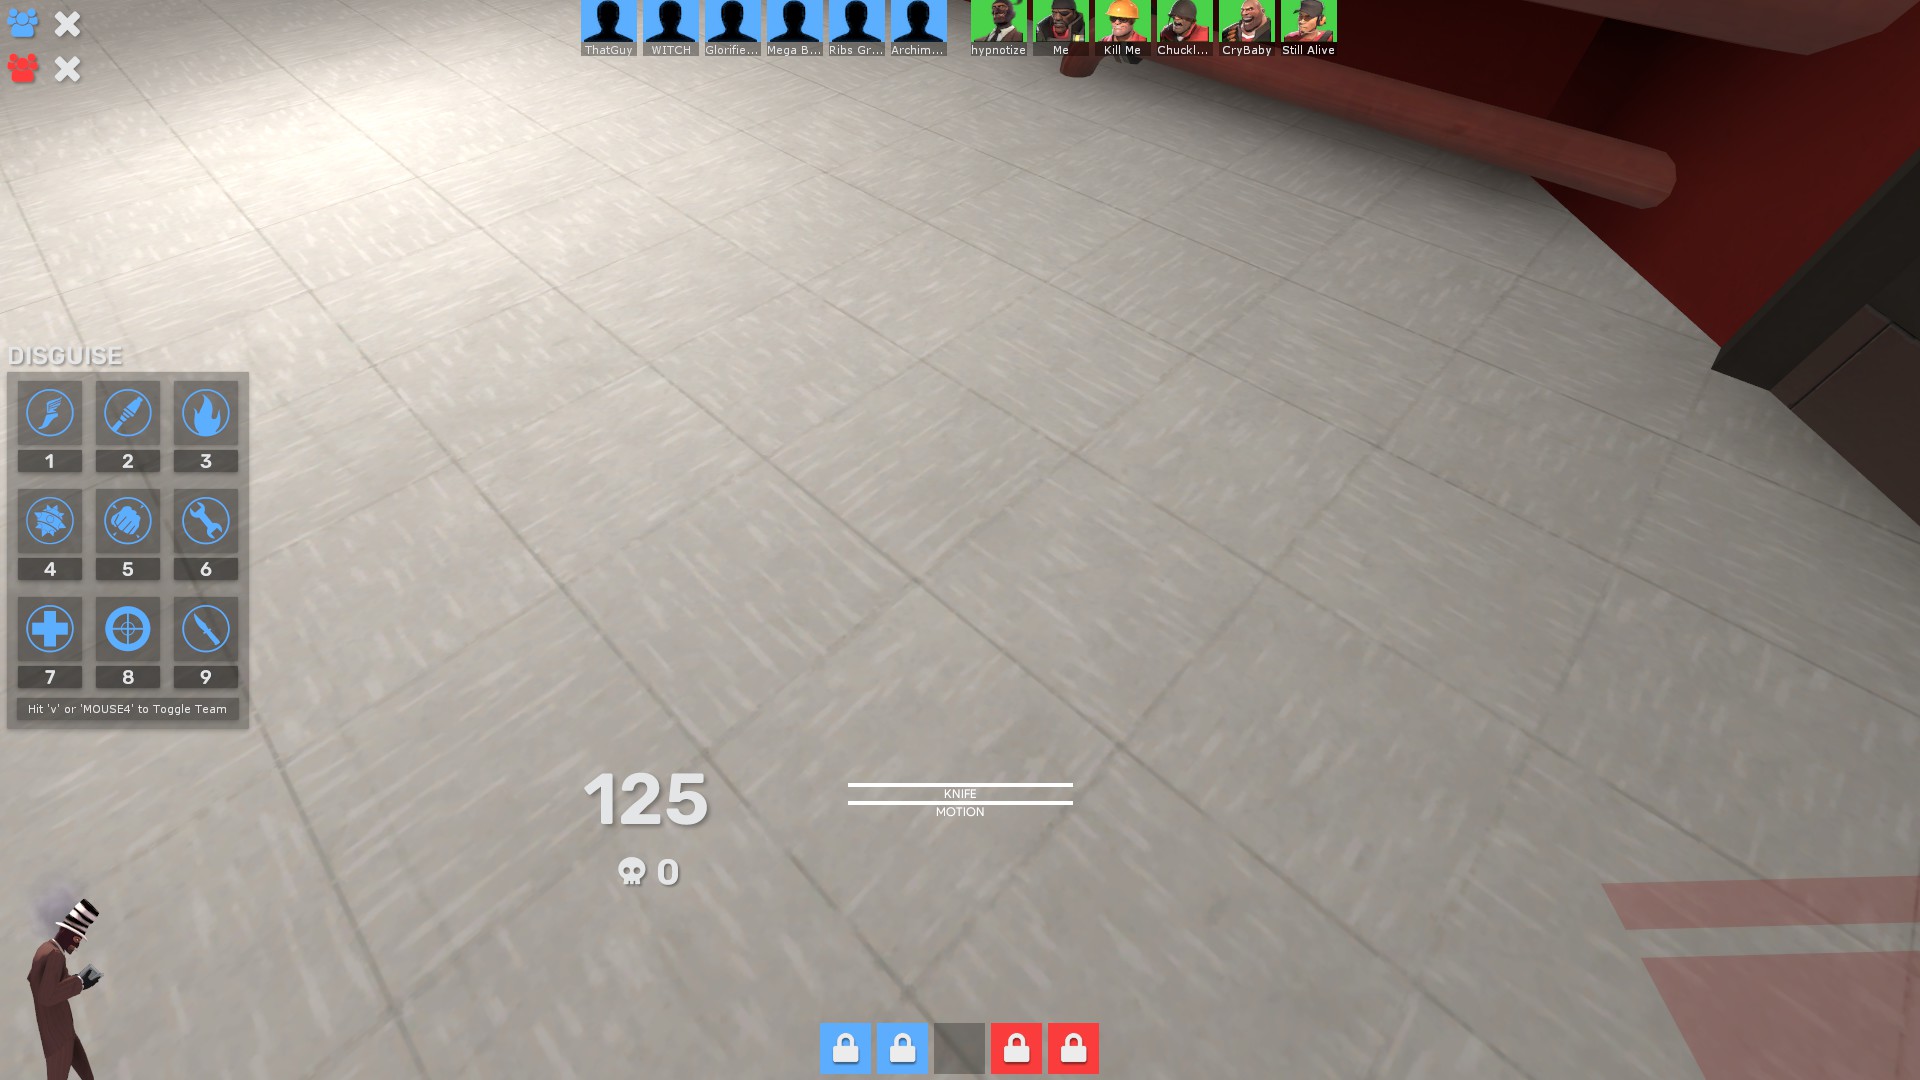 ThatGuy WITCH Glorifie... Mega B... Ribs Gr... Archim... hypnotize Me Kill Me Chuckl... CryBaby Still Alive
DISGUISE
1 2 3
4 5 6
7 8 9
Hit 'v' or 'MOUSE4' to Toggle Team
125
KNIFE
MOTION
0